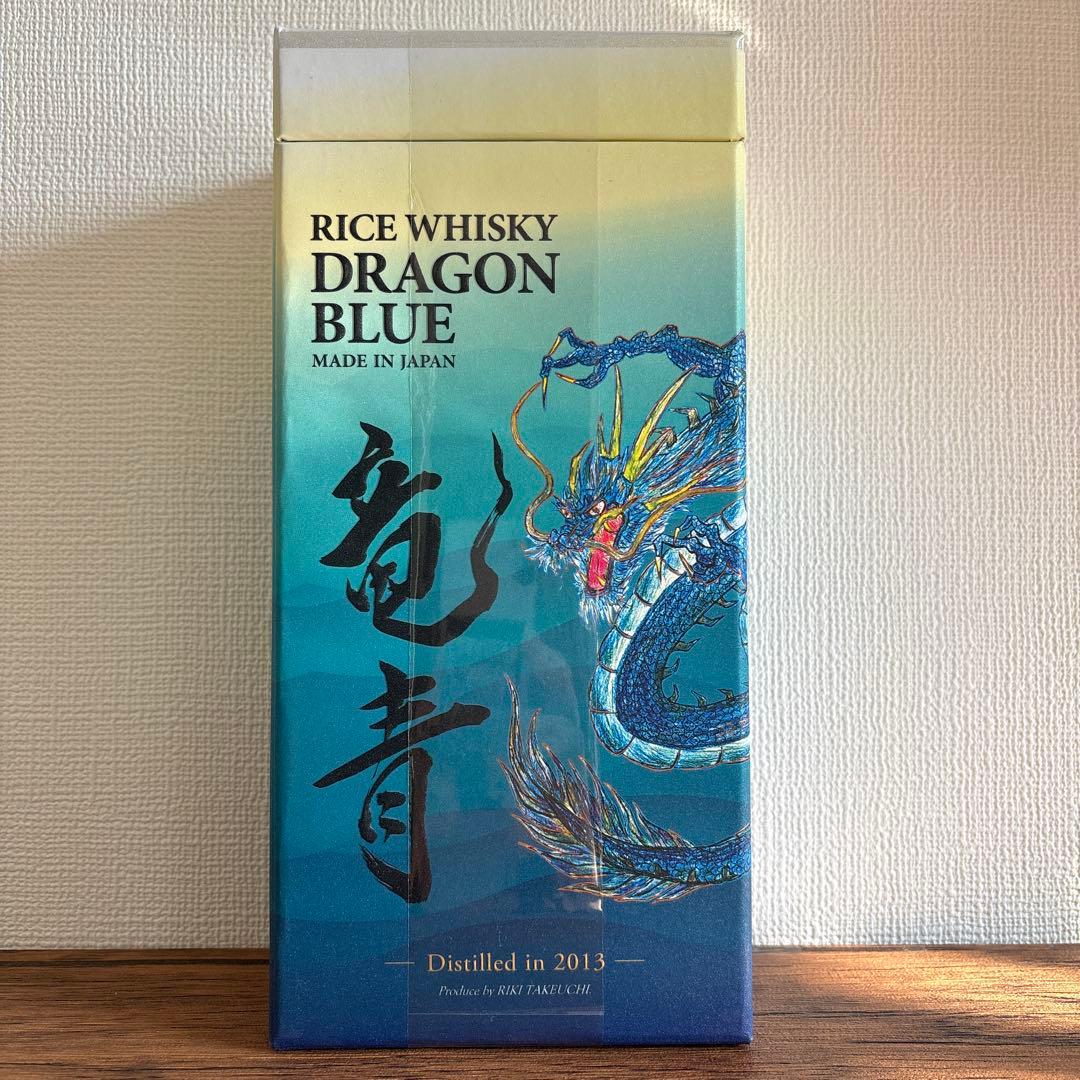 RICE WHISKY
DRAGON
BLUE
MADE IN JAPAN
竜青
Distilled in 2013
Produce by RIKI TAKEUCHI.